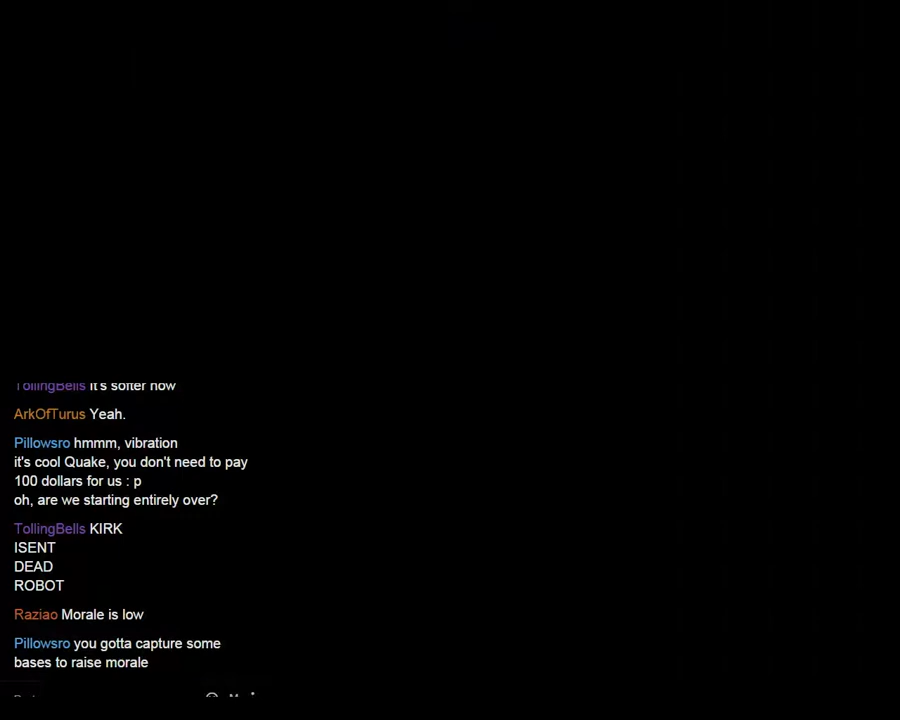 TollingBells it's softer now
ArkOfTurus Yeah.
Pillowsro hmmm, vibration
it's cool Quake, you don't need to pay
100 dollars for us : p
oh, are we starting entirely over?
TollingBells KIRK
ISENT
DEAD
ROBOT
Raziao Morale is low
Pillowsro you gotta capture some
bases to raise morale